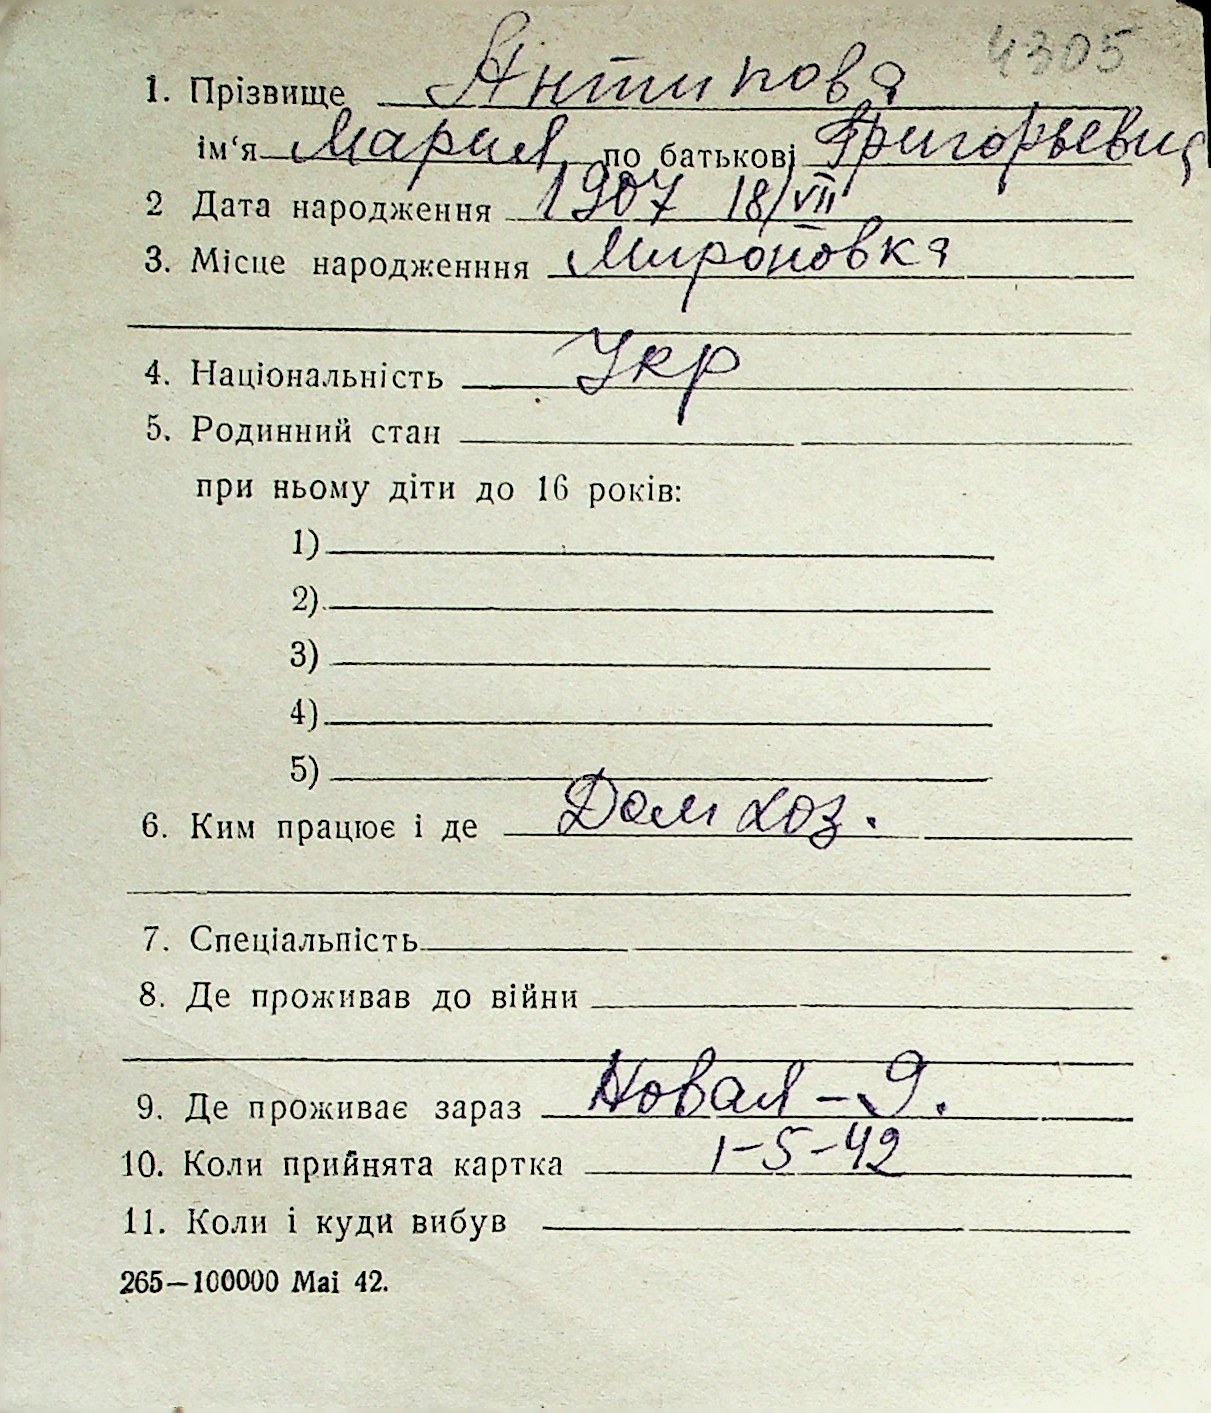 4305
1. Прізвище Антипова
ім‘я Мария по батькові Григорьевич
2 Дата народження 1907 18/VII
3. Місце народженння Мироновка
4. Національність Укр
5. Родинний стан
при ньому діти до 16 років:
1)
2)
3)
4)
5)
6. Ким працює і де Дом хоз.
7. Спеціальність
8. Де проживав до війни
9. Де проживає зараз Новая – 9.
10. Коли прийнята картка 1-5-42
11. Коли і куди вибув
265—100000 Mai 42.